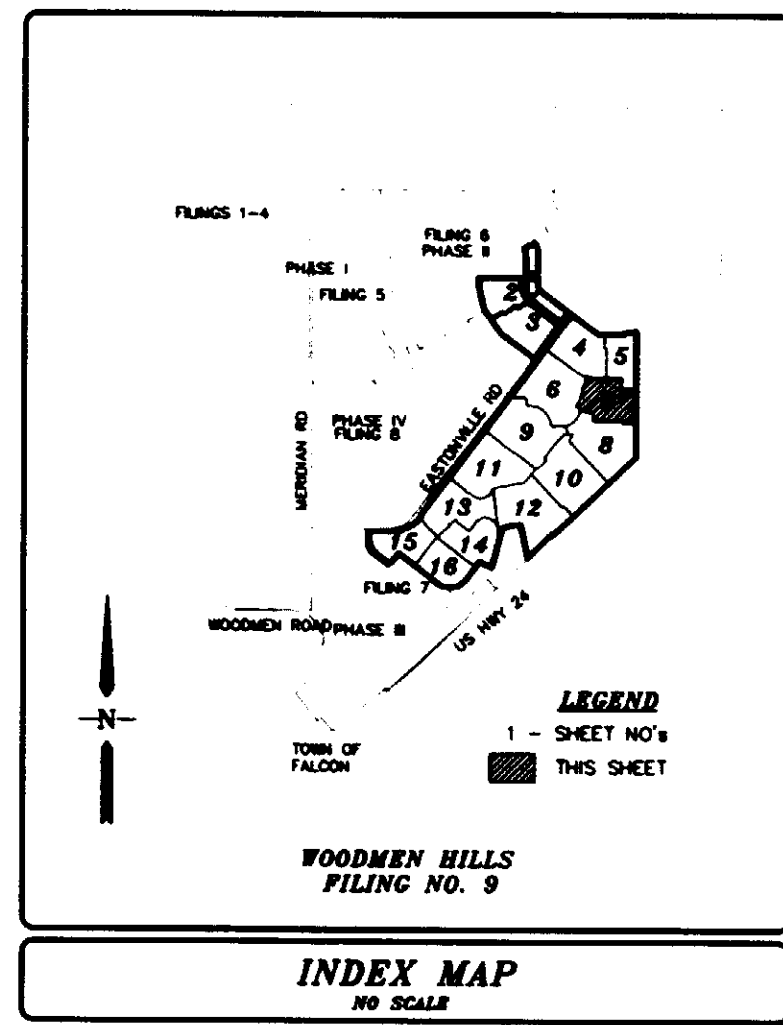 FILINGS 1-4
FILING 6
PHASE II
PHASE I
FILING 5
2
3
4
5
6
MERIDIAN RD
PHASE IV
FILING 8
EASTONVILLE RD
9
8
11
10
13
12
15
14
16
FILING 7
WOODMEN ROAD
PHASE III
US HWY 24
N
LEGEND
1 - SHEET NO's
THIS SHEET
TOWN OF
FALCON
WOODMEN HILLS
FILING NO. 9
INDEX MAP
NO SCALE